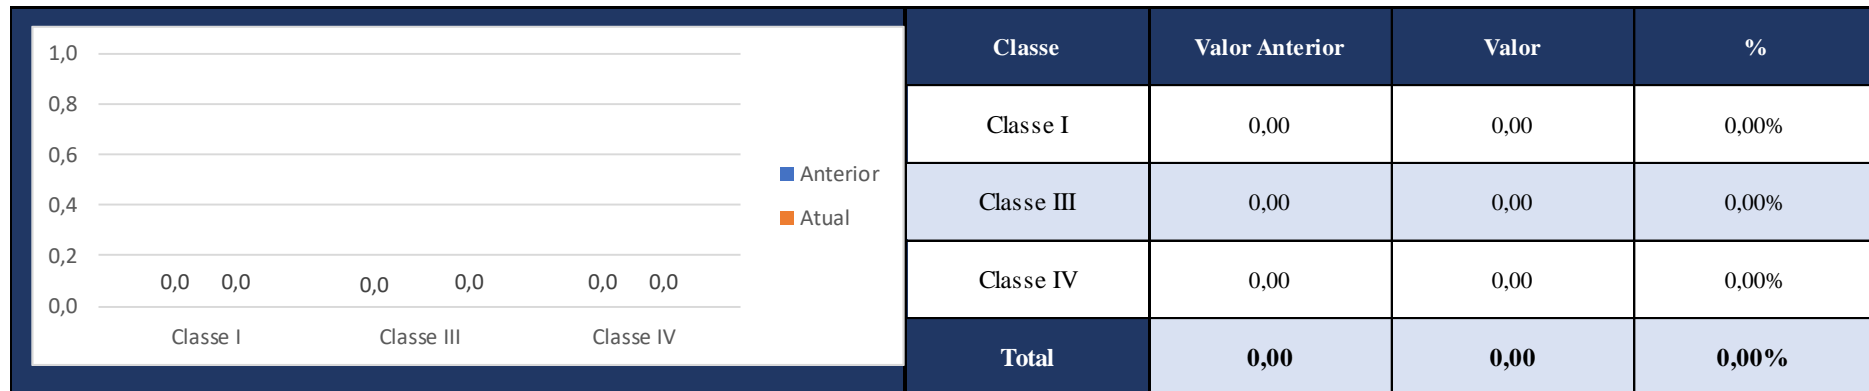 1,0
0,8
0,6
0,4
0,2
0,0
0,0 0,0 0,0 0,0 0,0 0,0
Classe I Classe III Classe IV
Anterior
Atual
Classe Valor Anterior Valor %
Classe I 0,00 0,00 0,00%
Classe III 0,00 0,00 0,00%
Classe IV 0,00 0,00 0,00%
Total 0,00 0,00 0,00%